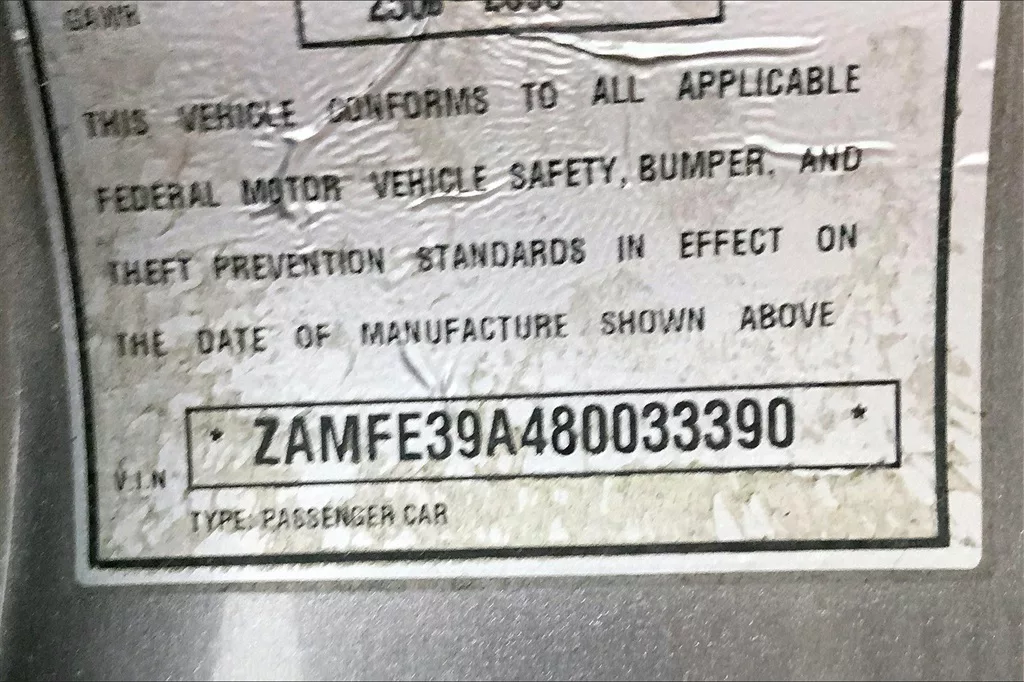 GAWR
THIS VEHICLE CONFORMS TO ALL APPLICABLE
FEDERAL MOTOR VEHICLE SAFETY, BUMPER, AND
THEFT PREVENTION STANDARDS IN EFFECT ON
THE DATE OF MANUFACTURE SHOWN ABOVE
V.I.N * ZAMFE39A480033390 *
TYPE: PASSENGER CAR